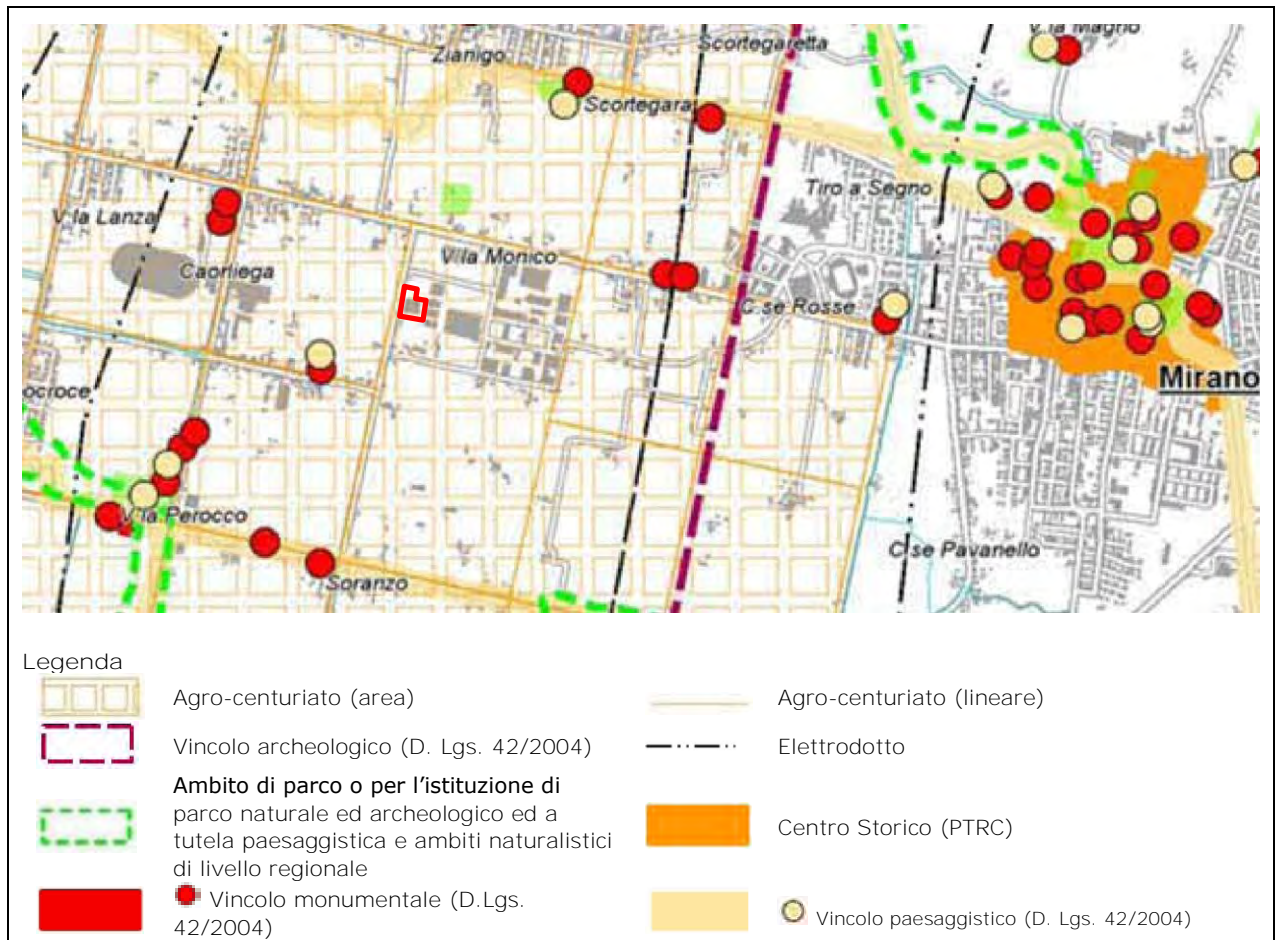 V.la Magno
Zianigo
Scortegaretta
Scortegara
Tiro a Segno
V.la Lanza
Caorliega
V.lla Monico
C.se Rosse
ocroce
Mirano
V.la Perocco
C.se Pavanello
Soranzo
Legenda
Agro-centuriato (area)
Agro-centuriato (lineare)
Vincolo archeologico (D. Lgs. 42/2004)
Elettrodotto
Ambito di parco o per l'istituzione di
parco naturale ed archeologico ed a
tutela paesaggistica e ambiti naturalistici
di livello regionale
Centro Storico (PTRC)
Vincolo monumentale (D.Lgs.
42/2004)
Vincolo paesaggistico (D. Lgs. 42/2004)